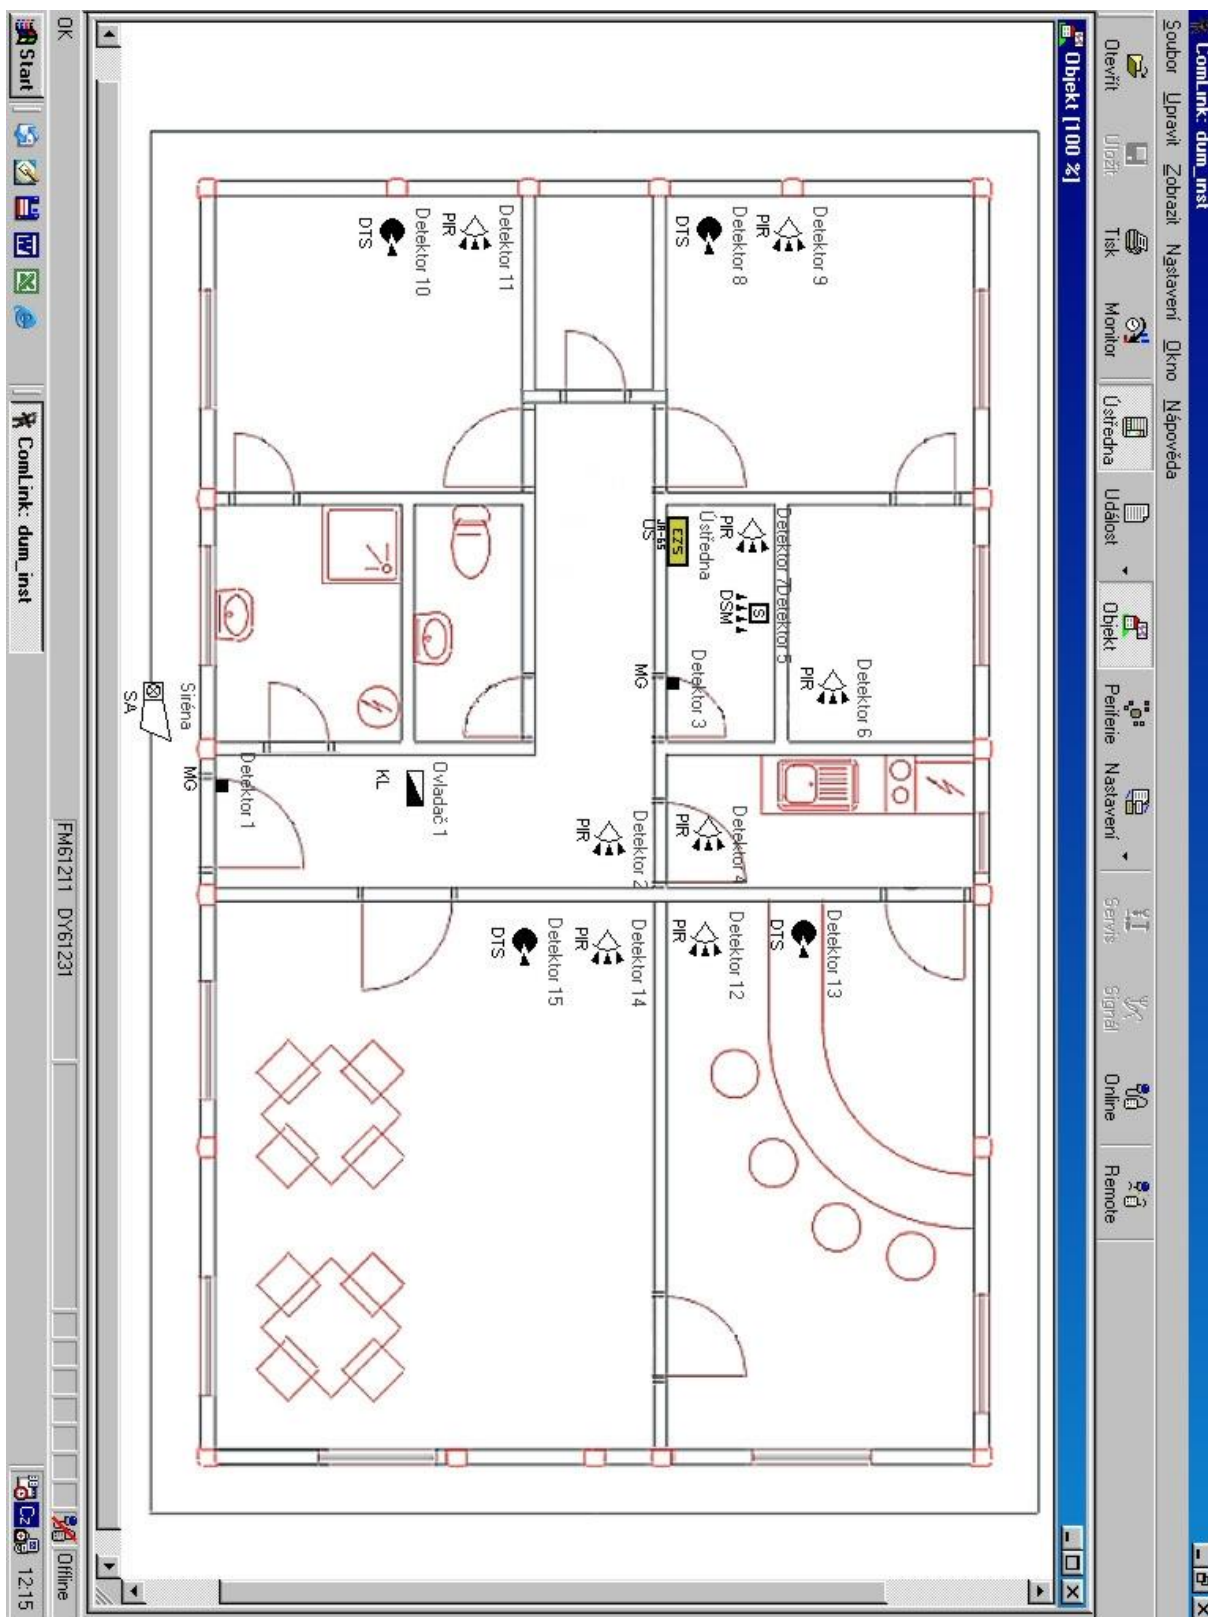 ComLink: dum_inst
Soubor Upravit Zobrazit Nastavení Okno Nápověda
Otevřít Uložit Tisk Monitor Ústředna Událost Objekt Periferie Nastavení Servis Signál Online Remote
Objekt [100 %]
Detektor 9
PIR
Detektor 8
DTS
Detektor 11
PIR
Detektor 10
DTS
Detektor 7
PIR
Detektor 5
S
DSM
Detektor 6
PIR
Ústředna
EZS
JA-65
US
Detektor 3
MG
Detektor 4
PIR
Detektor 2
PIR
Ovladač 1
KL
Detektor 1
MG
Siréna
SA
Detektor 13
DTS
Detektor 12
PIR
Detektor 14
PIR
Detektor 15
DTS
OK
FM61211 DY61231
Offline
Start
ComLink: dum_inst
Cz
12:15